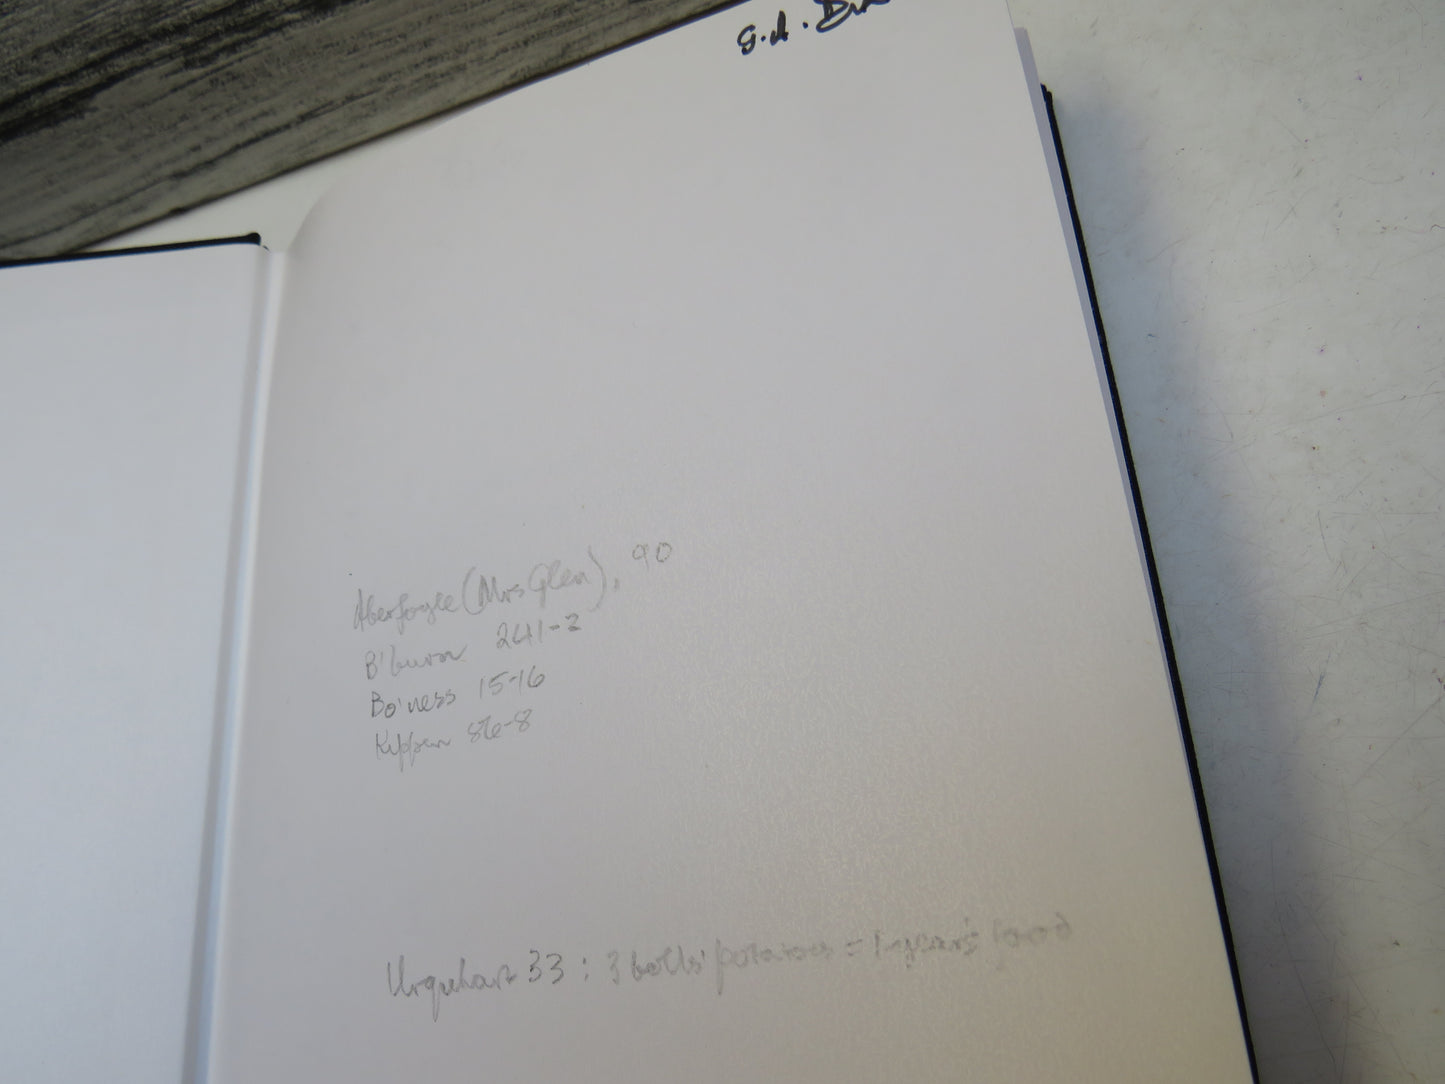 G.A.
Aberfoyle (Mrs Glen), 90
B'burn 241-2
Bo'ness 15-16
Kippen 86-8
Urquhart 33 : 3 bolls potatoes = 1 year's food